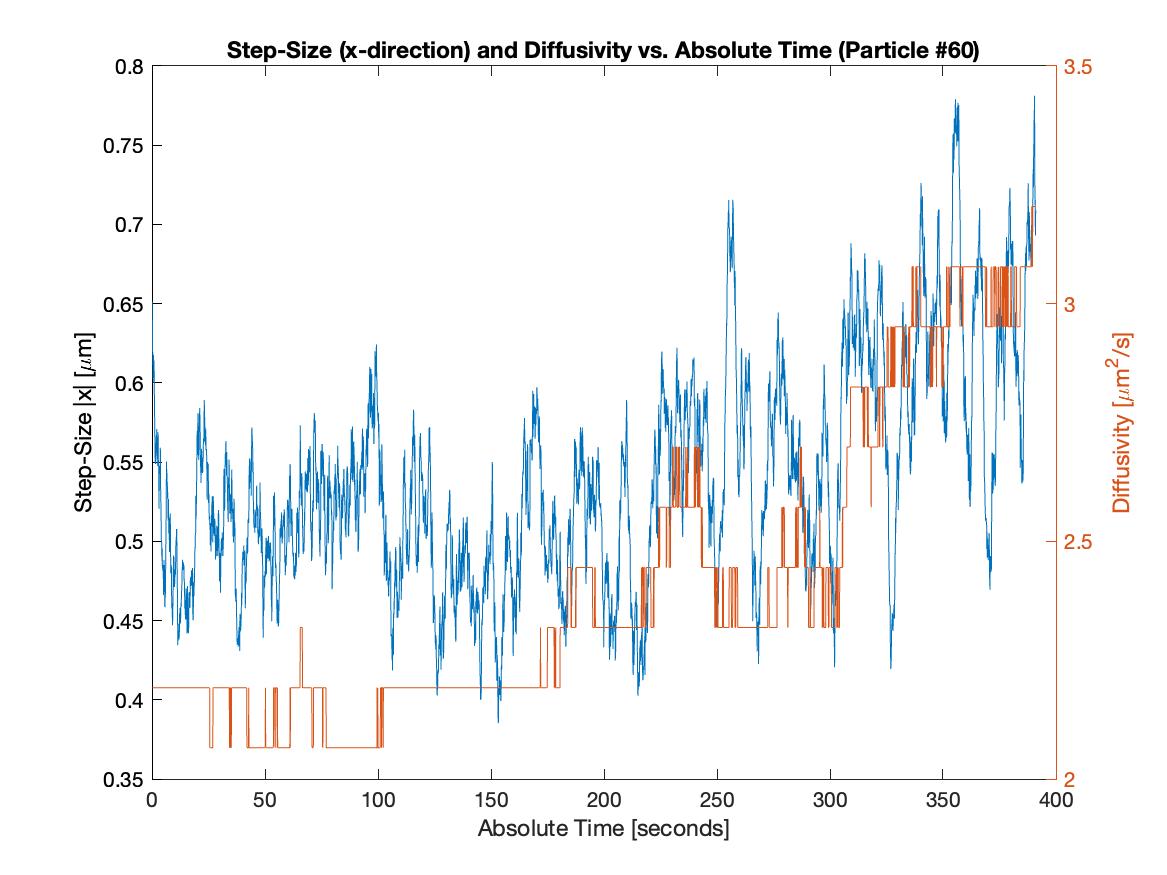 Step-Size (x-direction) and Diffusivity vs. Absolute Time (Particle #60)
0.8
0.75
0.7
0.65
0.6
0.55
0.5
0.45
0.4
0.35
Step-Size |x| [μm]
3.5
3
2.5
2
Diffusivity [μm²/s]
0 50 100 150 200 250 300 350 400
Absolute Time [seconds]